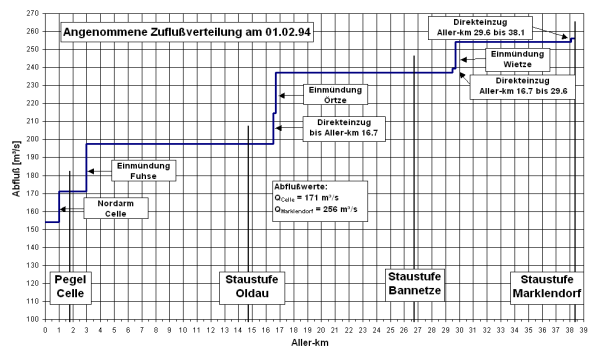 Angenommene Zuflußverteilung am 01.02.94
Direkteinzug
Aller-km 29.6 bis 38.1
Einmündung
Wietze
Direkteinzug
Aller-km 16.7 bis 29.6
Einmündung
Örtze
Direkteinzug
bis Aller-km 16.7
Einmündung
Fuhse
Nordarm
Celle
Abflußwerte:
QCelle = 171 m³/s
QMarklendorf = 256 m³/s
Pegel
Celle
Staustufe
Oldau
Staustufe
Bannetze
Staustufe
Marklendorf
Abfluß [m³/s]
270
260
250
240
230
220
210
200
190
180
170
160
150
140
130
120
110
100
0 1 2 3 4 5 6 7 8 9 10 11 12 13 14 15 16 17 18 19 20 21 22 23 24 25 26 27 28 29 30 31 32 33 34 35 36 37 38 39
Aller-km